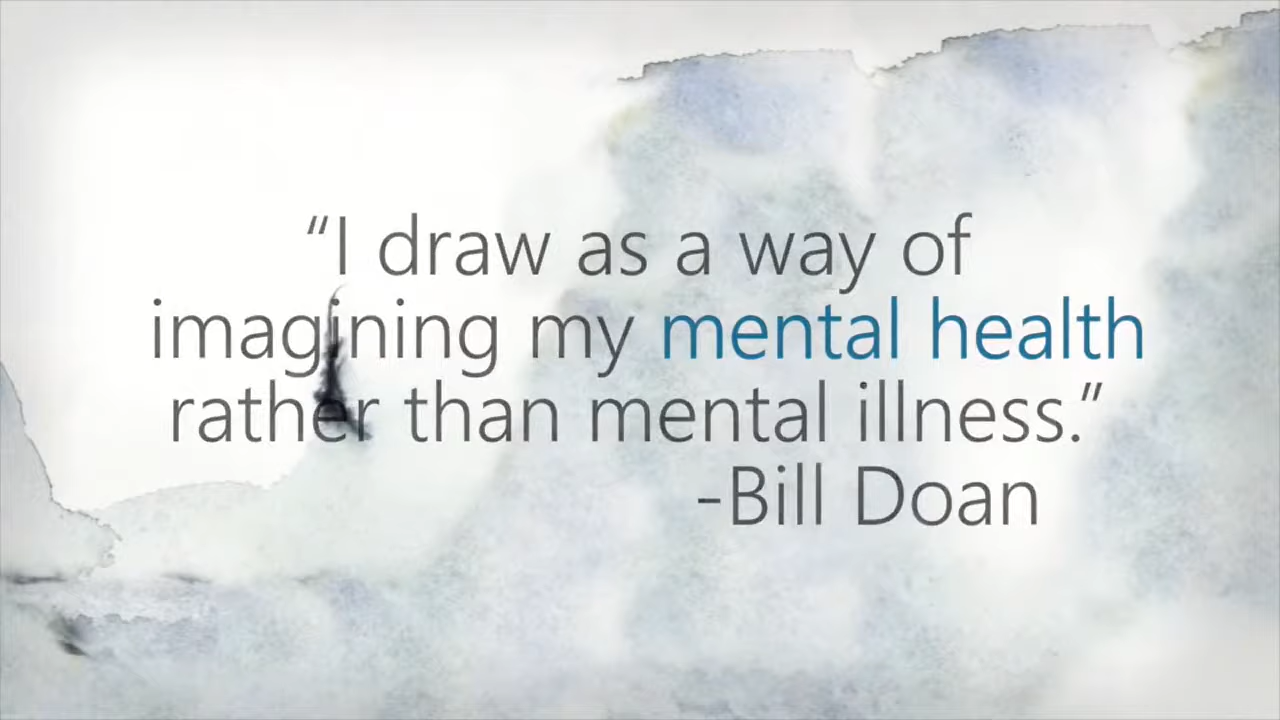 “I draw as a way of
imagining my mental health
rather than mental illness.”
-Bill Doan